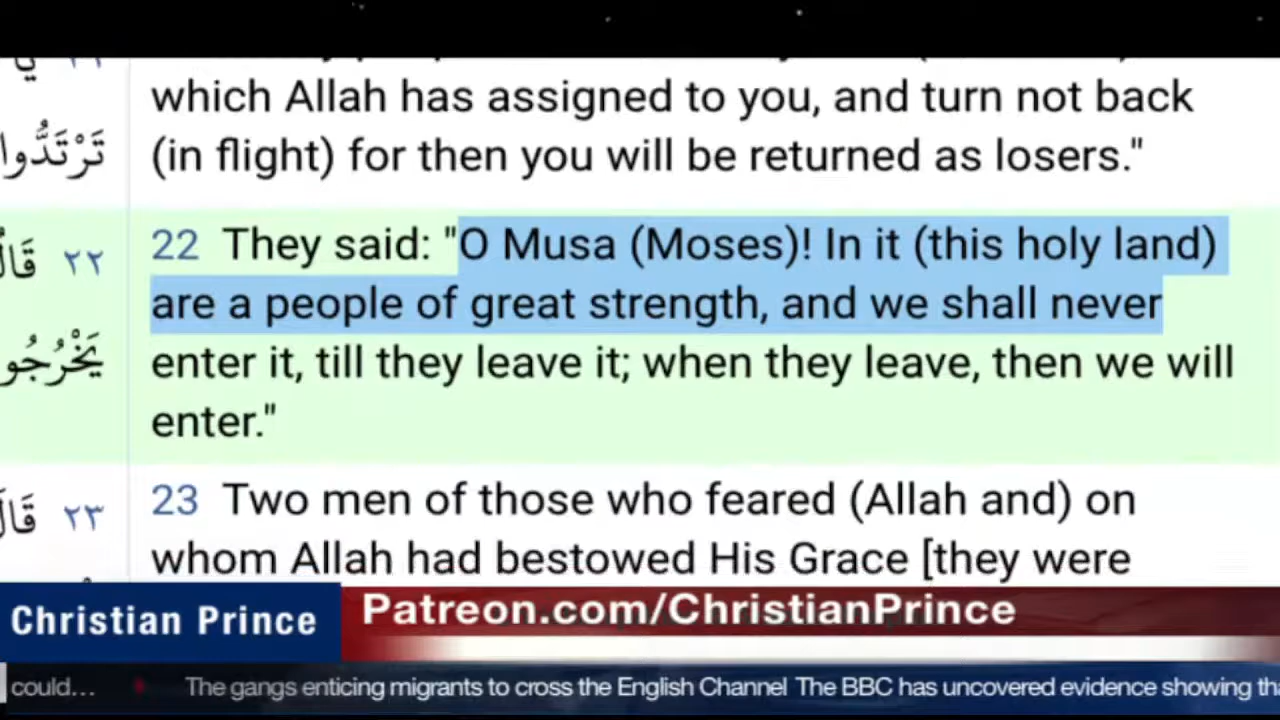 which Allah has assigned to you, and turn not back
تَرْتَدُّوا
(in flight) for then you will be returned as losers."
22 They said: "O Musa (Moses)! In it (this holy land)
٢٢
are a people of great strength, and we shall never
enter it, till they leave it; when they leave, then we will
enter."
23 Two men of those who feared (Allah and) on
٢٣
whom Allah had bestowed His Grace [they were
Christian Prince
Patreon.com/ChristianPrince
could... The gangs enticing migrants to cross the English Channel The BBC has uncovered evidence showing